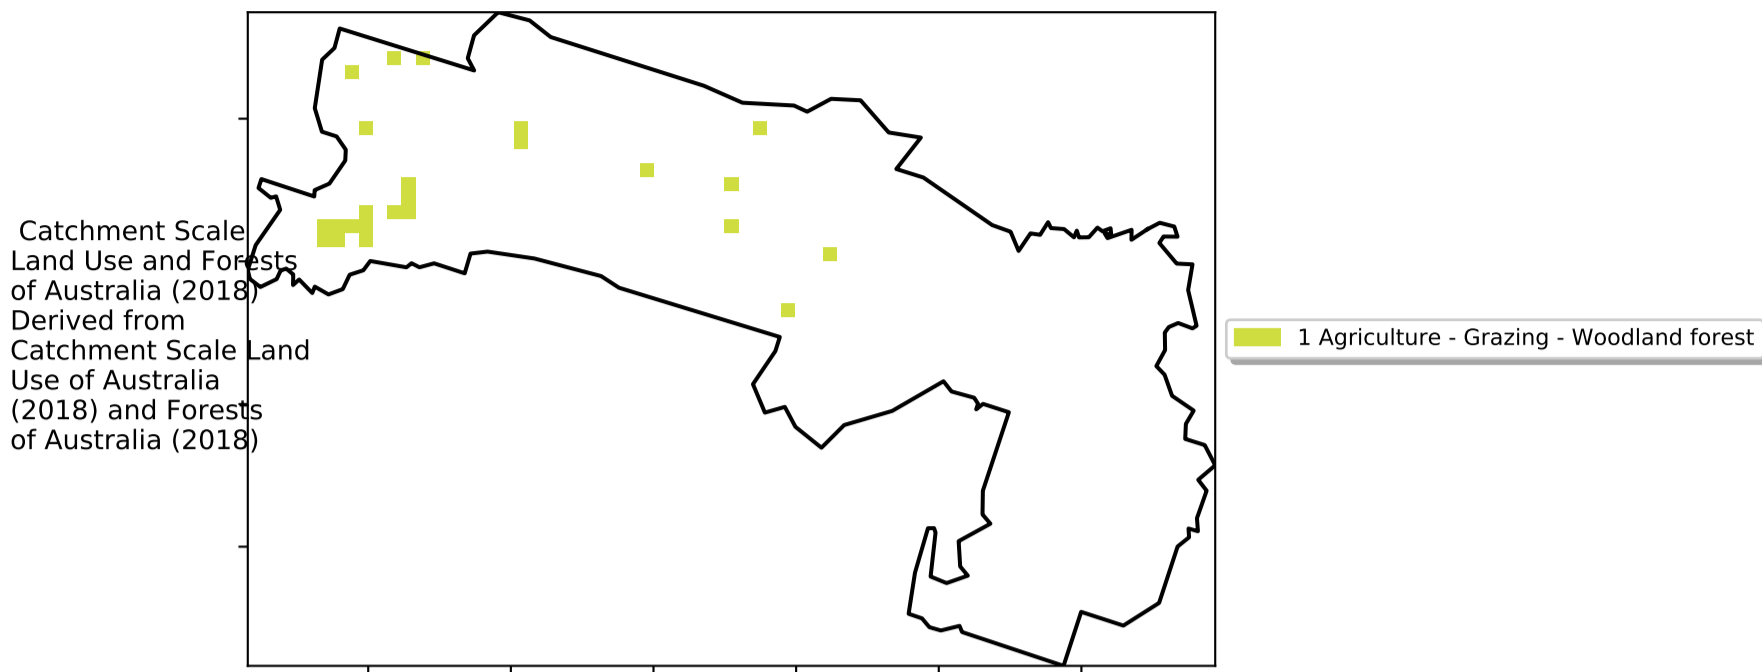 Catchment Scale
Land Use and Forests
of Australia (2018)
Derived from
Catchment Scale Land
Use of Australia
(2018) and Forests
of Australia (2018)
1 Agriculture - Grazing - Woodland forest